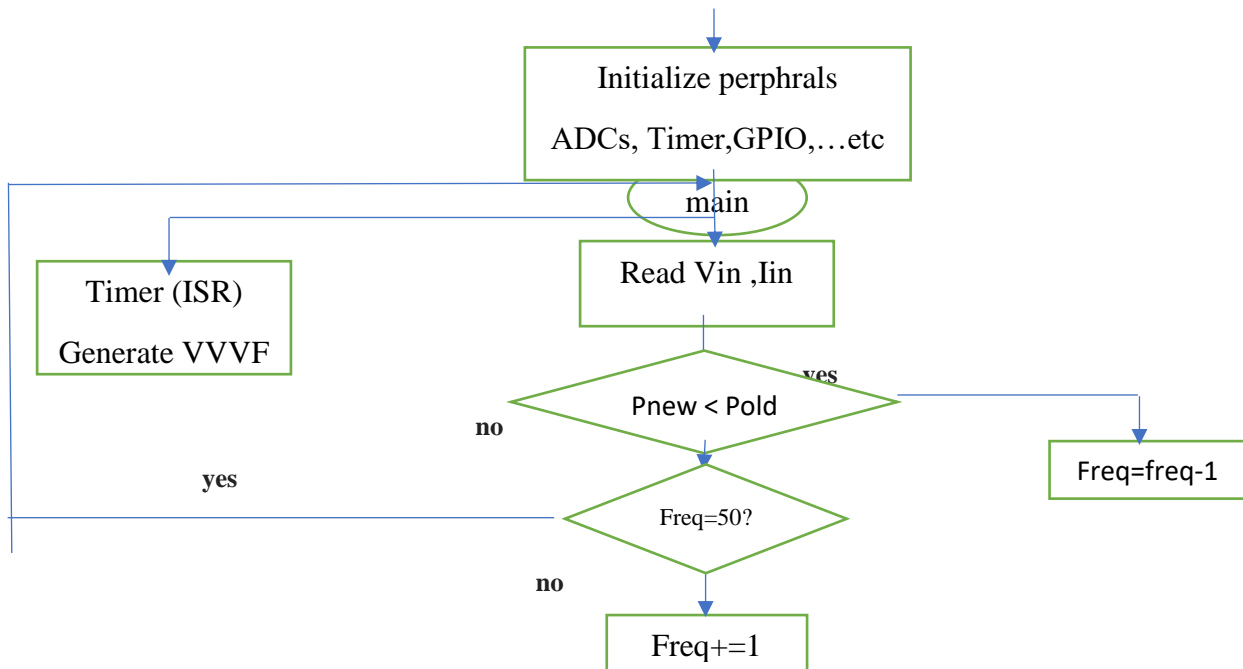 Initialize perphrals
ADCs, Timer,GPIO,…etc
main
Timer (ISR)
Generate VVVF
Read Vin ,Iin
yes
Pnew < Pold
no
Freq=freq-1
yes
Freq=50?
no
Freq+=1